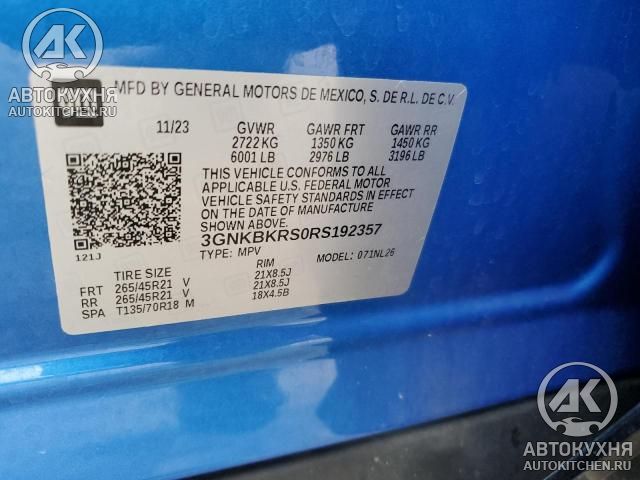 АВТОКУХНЯ
AUTOKITCHEN.RU
GM
MFD BY GENERAL MOTORS DE MEXICO, S. DE R.L. DE C.V.
11/23 GVWR GAWR FRT GAWR RR
2722 KG 1350 KG 1450 KG
6001 LB 2976 LB 3196 LB
THIS VEHICLE CONFORMS TO ALL
APPLICABLE U.S. FEDERAL MOTOR
VEHICLE SAFETY STANDARDS IN EFFECT
ON THE DATE OF MANUFACTURE
SHOWN ABOVE.
3GNKBKRS0RS192357
121J TYPE: MPV MODEL: 071NL26
TIRE SIZE RIM
FRT 265/45R21 V 21X8.5J
RR 265/45R21 V 21X8.5J
SPA T135/70R18 M 18X4.5B
АК
АВТОКУХНЯ
AUTOKITCHEN.RU